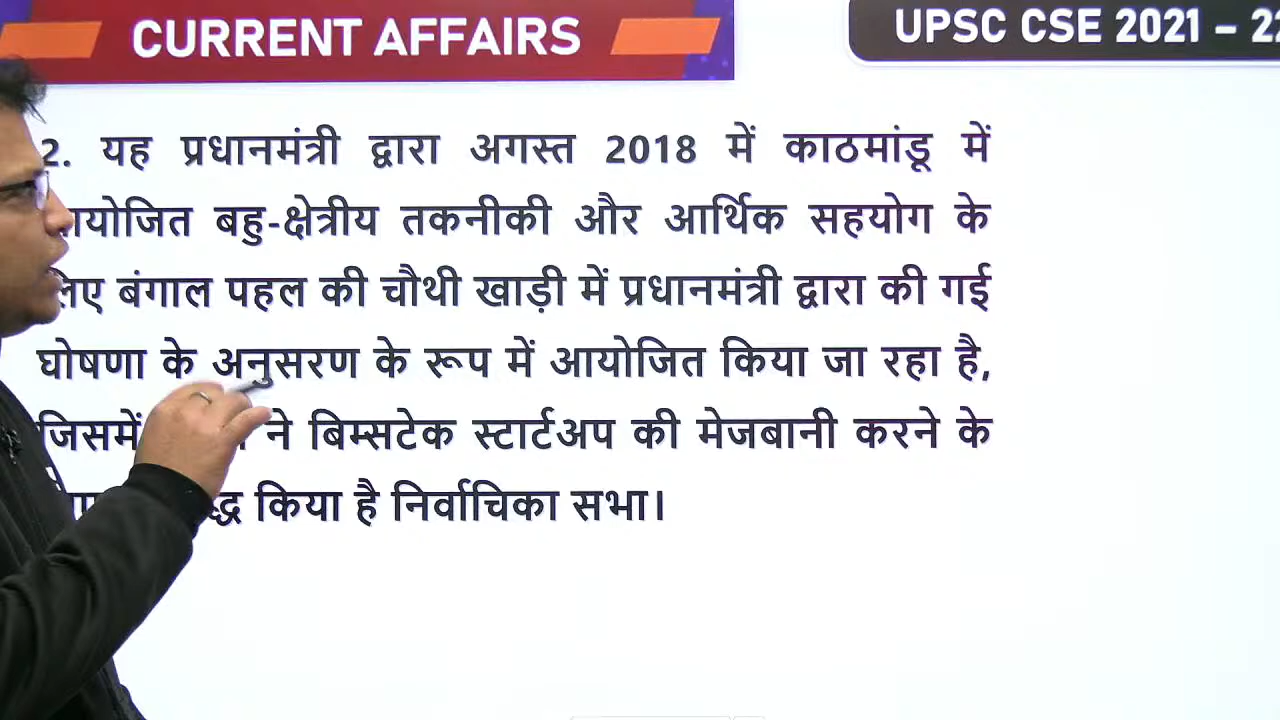 CURRENT AFFAIRS
UPSC CSE 2021 – 22
2. यह प्रधानमंत्री द्वारा अगस्त 2018 में काठमांडू में
बहु-क्षेत्रीय तकनीकी और आर्थिक सहयोग के
बंगाल पहल की चौथी खाड़ी में प्रधानमंत्री द्वारा की गई
घोषणा के अनुसरण के रूप में आयोजित किया जा रहा है,
जिसमें ने बिम्सटेक स्टार्टअप की मेजबानी करने के
किया है निर्वाचिका सभा।